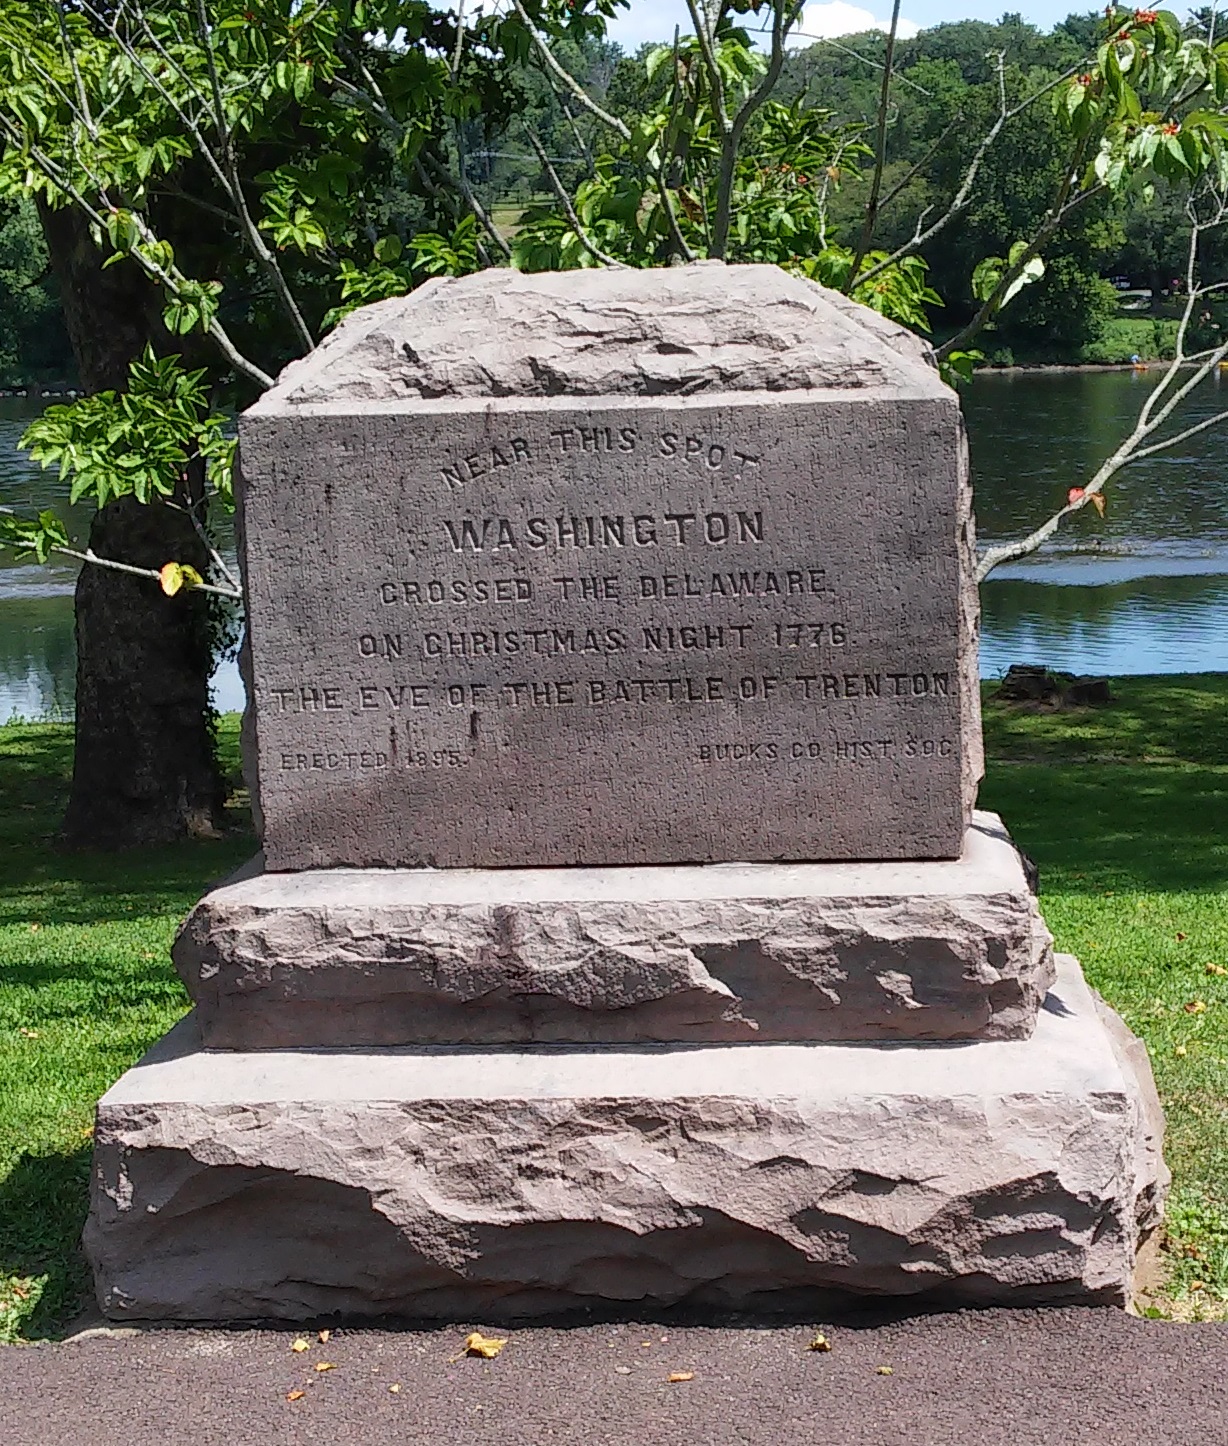 NEAR THIS SPOT
WASHINGTON
CROSSED THE DELAWARE
ON CHRISTMAS NIGHT 1776
THE EVE OF THE BATTLE OF TRENTON.
ERECTED 1895. BUCKS CO. HIST. SOC.